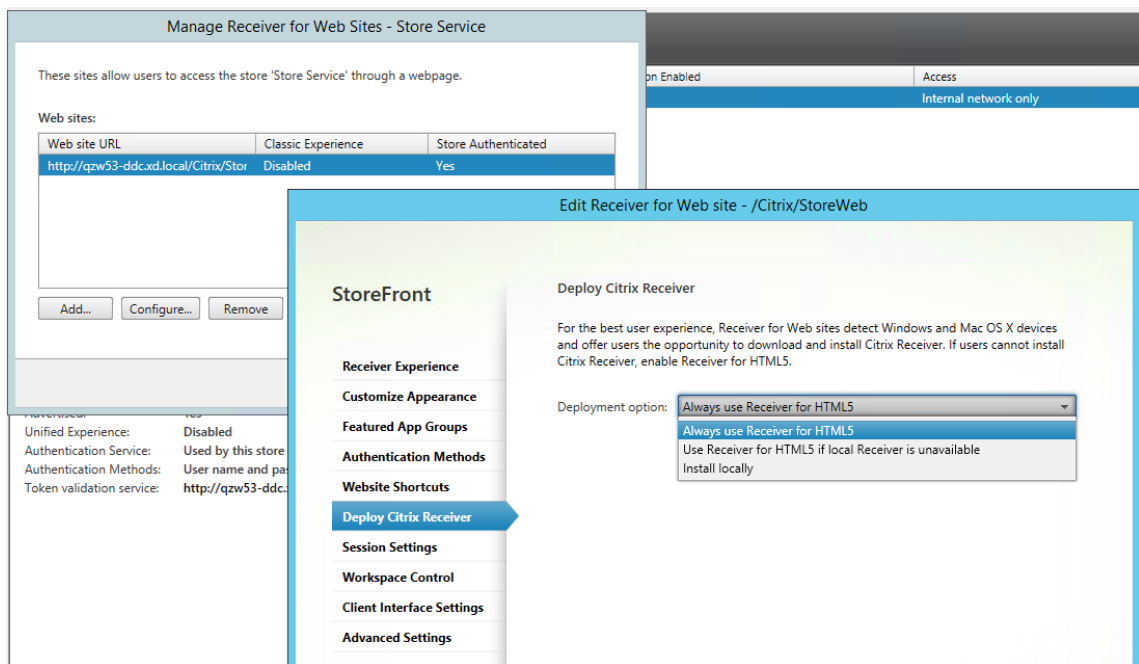 Manage Receiver for Web Sites - Store Service
These sites allow users to access the store 'Store Service' through a webpage.
Web sites:
Web site URL Classic Experience Store Authenticated
http://qzw53-ddc.xd.local/Citrix/Stor Disabled Yes
Add... Configure... Remove
on Enabled Access
Internal network only
Advertised: Yes
Unified Experience: Disabled
Authentication Service: Used by this store
Authentication Methods: User name and pas
Token validation service: http://qzw53-ddc.
Edit Receiver for Web site - /Citrix/StoreWeb
StoreFront
Receiver Experience
Customize Appearance
Featured App Groups
Authentication Methods
Website Shortcuts
Deploy Citrix Receiver
Session Settings
Workspace Control
Client Interface Settings
Advanced Settings
Deploy Citrix Receiver
For the best user experience, Receiver for Web sites detect Windows and Mac OS X devices
and offer users the opportunity to download and install Citrix Receiver. If users cannot install
Citrix Receiver, enable Receiver for HTML5.
Deployment option: Always use Receiver for HTML5
Always use Receiver for HTML5
Use Receiver for HTML5 if local Receiver is unavailable
Install locally